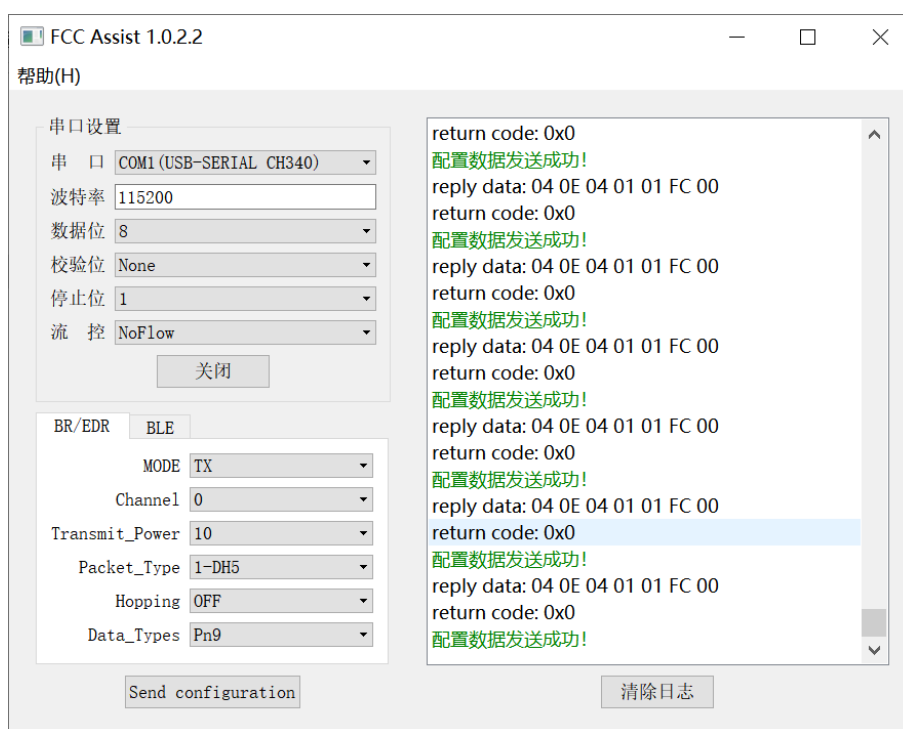 FCC Assist 1.0.2.2
帮助(H)
串口设置
串 口 COM1(USB-SERIAL CH340)
波特率 115200
数据位 8
校验位 None
停止位 1
流 控 NoFlow
关闭
BR/EDR BLE
MODE TX
Channel 0
Transmit_Power 10
Packet_Type 1-DH5
Hopping OFF
Data_Types Pn9
Send configuration
return code: 0x0
配置数据发送成功!
reply data: 04 0E 04 01 01 FC 00
return code: 0x0
配置数据发送成功!
reply data: 04 0E 04 01 01 FC 00
return code: 0x0
配置数据发送成功!
reply data: 04 0E 04 01 01 FC 00
return code: 0x0
配置数据发送成功!
reply data: 04 0E 04 01 01 FC 00
return code: 0x0
配置数据发送成功!
reply data: 04 0E 04 01 01 FC 00
return code: 0x0
配置数据发送成功!
reply data: 04 0E 04 01 01 FC 00
return code: 0x0
配置数据发送成功!
清除日志